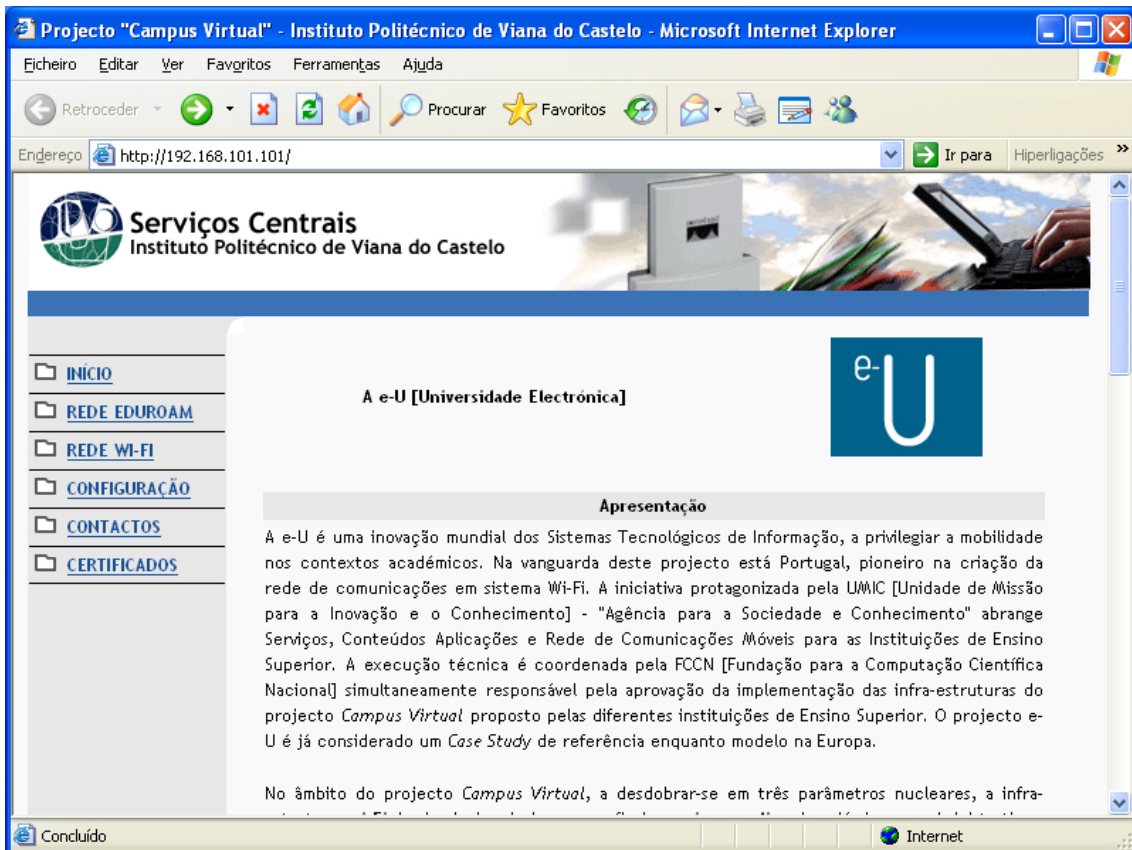 Projecto "Campus Virtual" - Instituto Politécnico de Viana do Castelo - Microsoft Internet Explorer
Ficheiro Editar Ver Favoritos Ferramentas Ajuda
Retroceder Procurar Favoritos
Endereço http://192.168.101.101/ Ir para Hiperligações »
IPVC Serviços Centrais
Instituto Politécnico de Viana do Castelo
INÍCIO
REDE EDUROAM
REDE WI-FI
CONFIGURAÇÃO
CONTACTOS
CERTIFICADOS
A e-U [Universidade Electrónica]
e-U
Apresentação
A e-U é uma inovação mundial dos Sistemas Tecnológicos de Informação, a privilegiar a mobilidade
nos contextos académicos. Na vanguarda deste projecto está Portugal, pioneiro na criação da
rede de comunicações em sistema Wi-Fi. A iniciativa protagonizada pela UMIC [Unidade de Missão
para a Inovação e o Conhecimento] - "Agência para a Sociedade e Conhecimento" abrange
Serviços, Conteúdos Aplicações e Rede de Comunicações Móveis para as Instituições de Ensino
Superior. A execução técnica é coordenada pela FCCN [Fundação para a Computação Científica
Nacional] simultaneamente responsável pela aprovação da implementação das infra-estruturas do
projecto Campus Virtual proposto pelas diferentes instituições de Ensino Superior. O projecto e-
U é já considerado um Case Study de referência enquanto modelo na Europa.
No âmbito do projecto Campus Virtual, a desdobrar-se em três parâmetros nucleares, a infra-
Concluído Internet